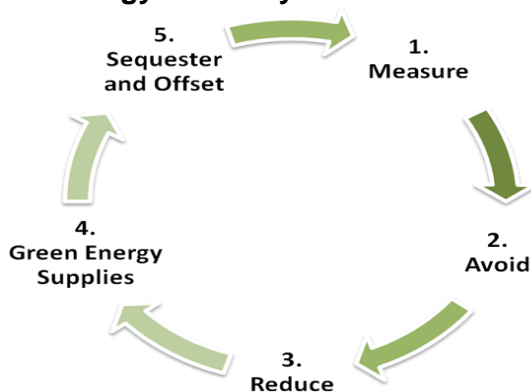 1.
Measure
2.
Avoid
3.
Reduce
4.
Green Energy
Supplies
5.
Sequester
and Offset